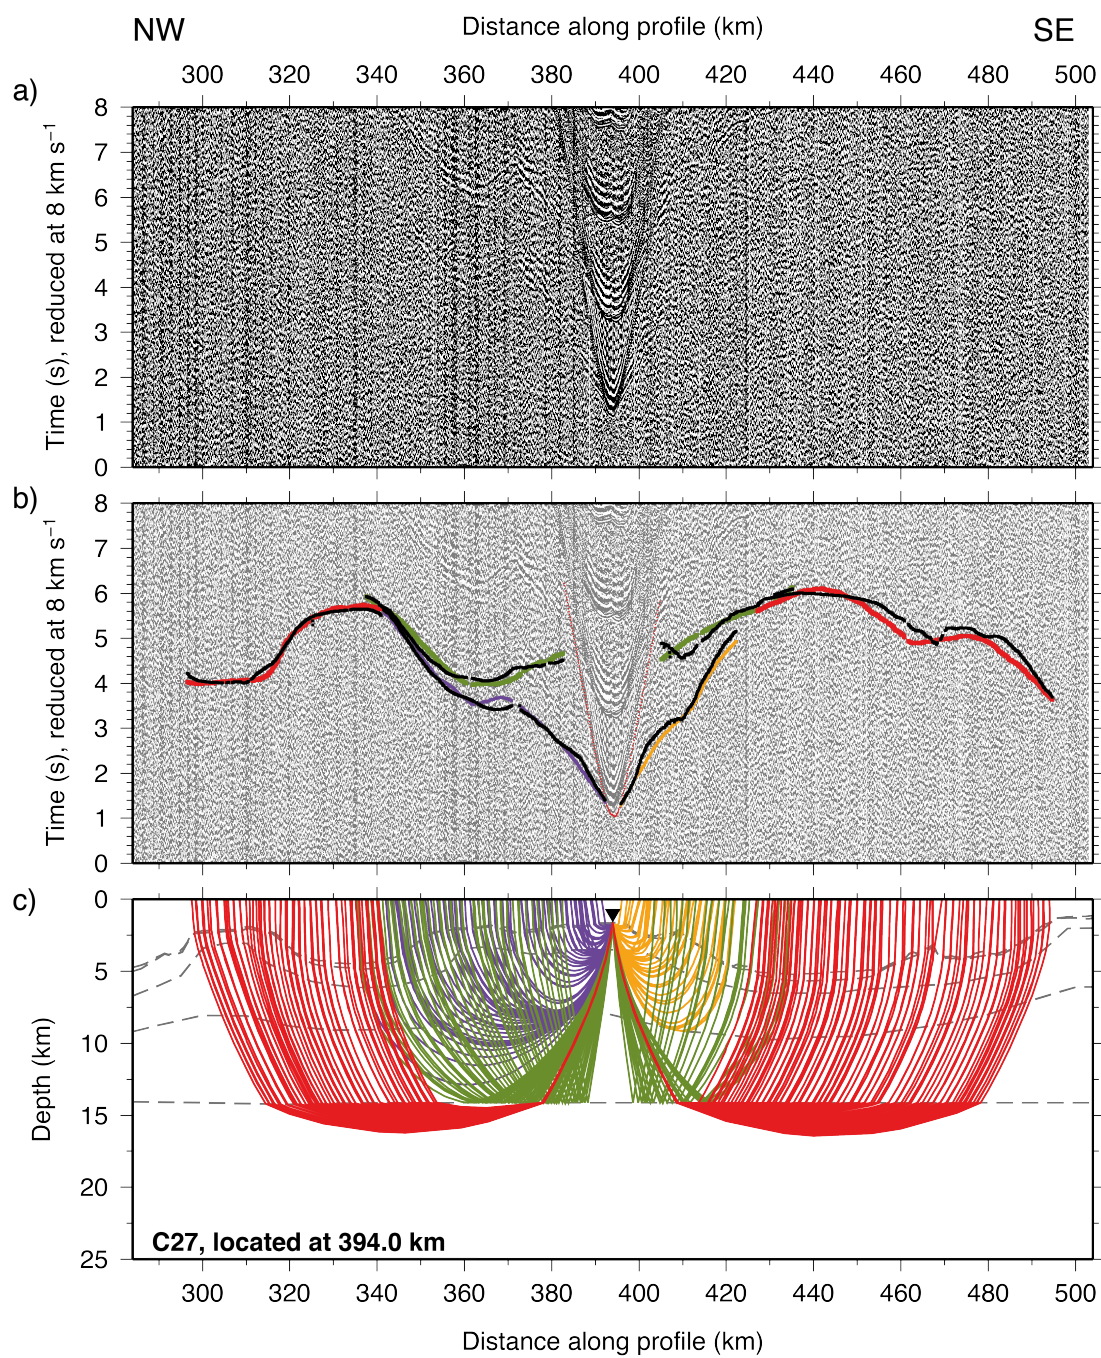 NW Distance along profile (km) SE
300 320 340 360 380 400 420 440 460 480 500
a)
8
7
6
5
4
3
2
1
0
Time (s), reduced at 8 km s⁻¹
b)
8
7
6
5
4
3
2
1
0
Time (s), reduced at 8 km s⁻¹
c)
0
5
10
15
20
25
Depth (km)
C27, located at 394.0 km
300 320 340 360 380 400 420 440 460 480 500
Distance along profile (km)